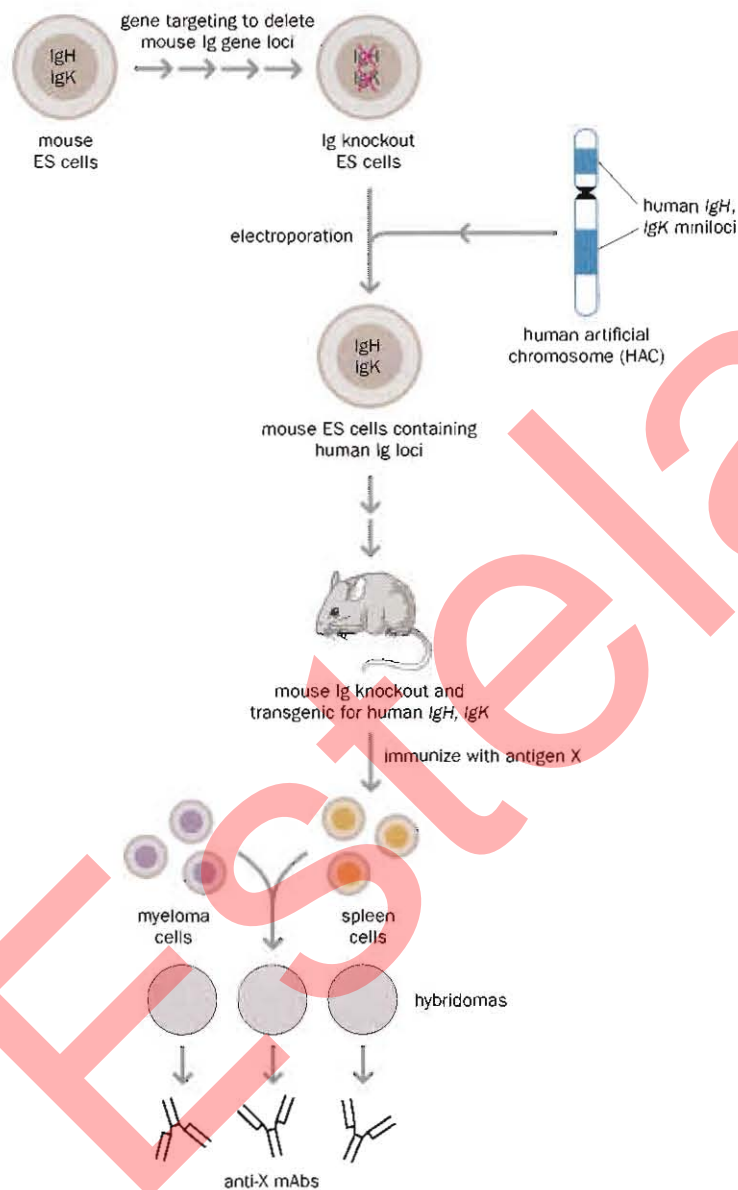 gene targeting to delete
mouse Ig gene loci
IgH
IgK
IgH
IgK
mouse
ES cells
Ig knockout
ES cells
human IgH,
IgK miniloci
electroporation
human artificial
chromosome (HAC)
IgH
IgK
mouse ES cells containing
human Ig loci
mouse Ig knockout and
transgenic for human IgH, IgK
immunize with antigen X
myeloma
cells
spleen
cells
hybridomas
anti-X mAbs
Estela